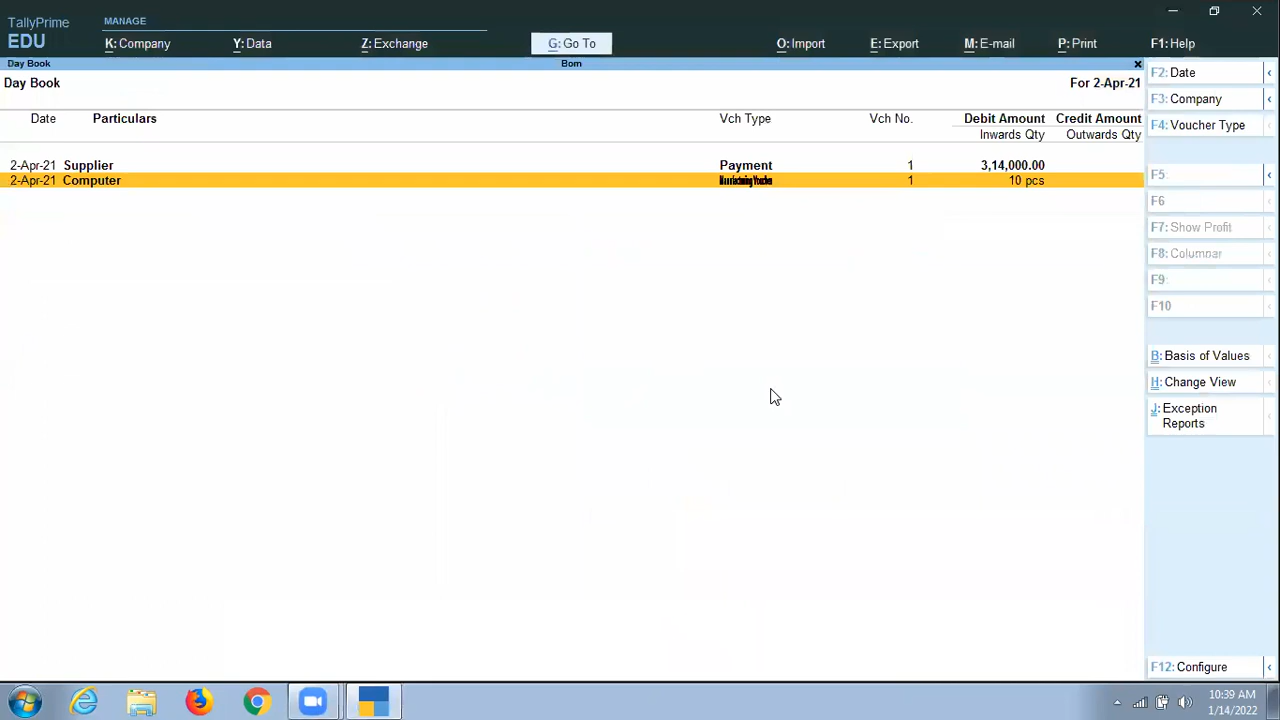 TallyPrime
EDU
MANAGE
K: Company
Y: Data
Z: Exchange
G: Go To
O: Import
E: Export
M: E-mail
P: Print
F1: Help
Day Book
Bom
Day Book
For 2-Apr-21
Date
Particulars
Vch Type
Vch No.
Debit Amount
Credit Amount
Inwards Qty
Outwards Qty
2-Apr-21 Supplier
Payment
1
3,14,000.00
2-Apr-21 Computer
1
10 pcs
F2: Date
F3: Company
F4: Voucher Type
F5:
F6
F7: Show Profit
F8: Columnar
F9:
F10
B: Basis of Values
H: Change View
J: Exception
Reports
F12: Configure
10:39 AM
1/14/2022